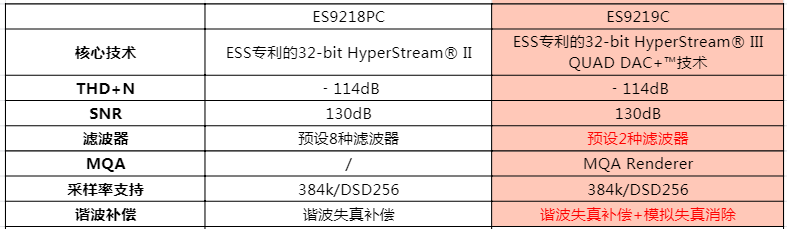 ES9218PC ES9219C
核心技术 ESS专利的32-bit HyperStream® II ESS专利的32-bit HyperStream® III
QUAD DAC+™技术
THD+N - 114dB - 114dB
SNR 130dB 130dB
滤波器 预设8种滤波器 预设2种滤波器
MQA / MQA Renderer
采样率支持 384k/DSD256 384k/DSD256
谐波补偿 谐波失真补偿 谐波失真补偿+模拟失真消除